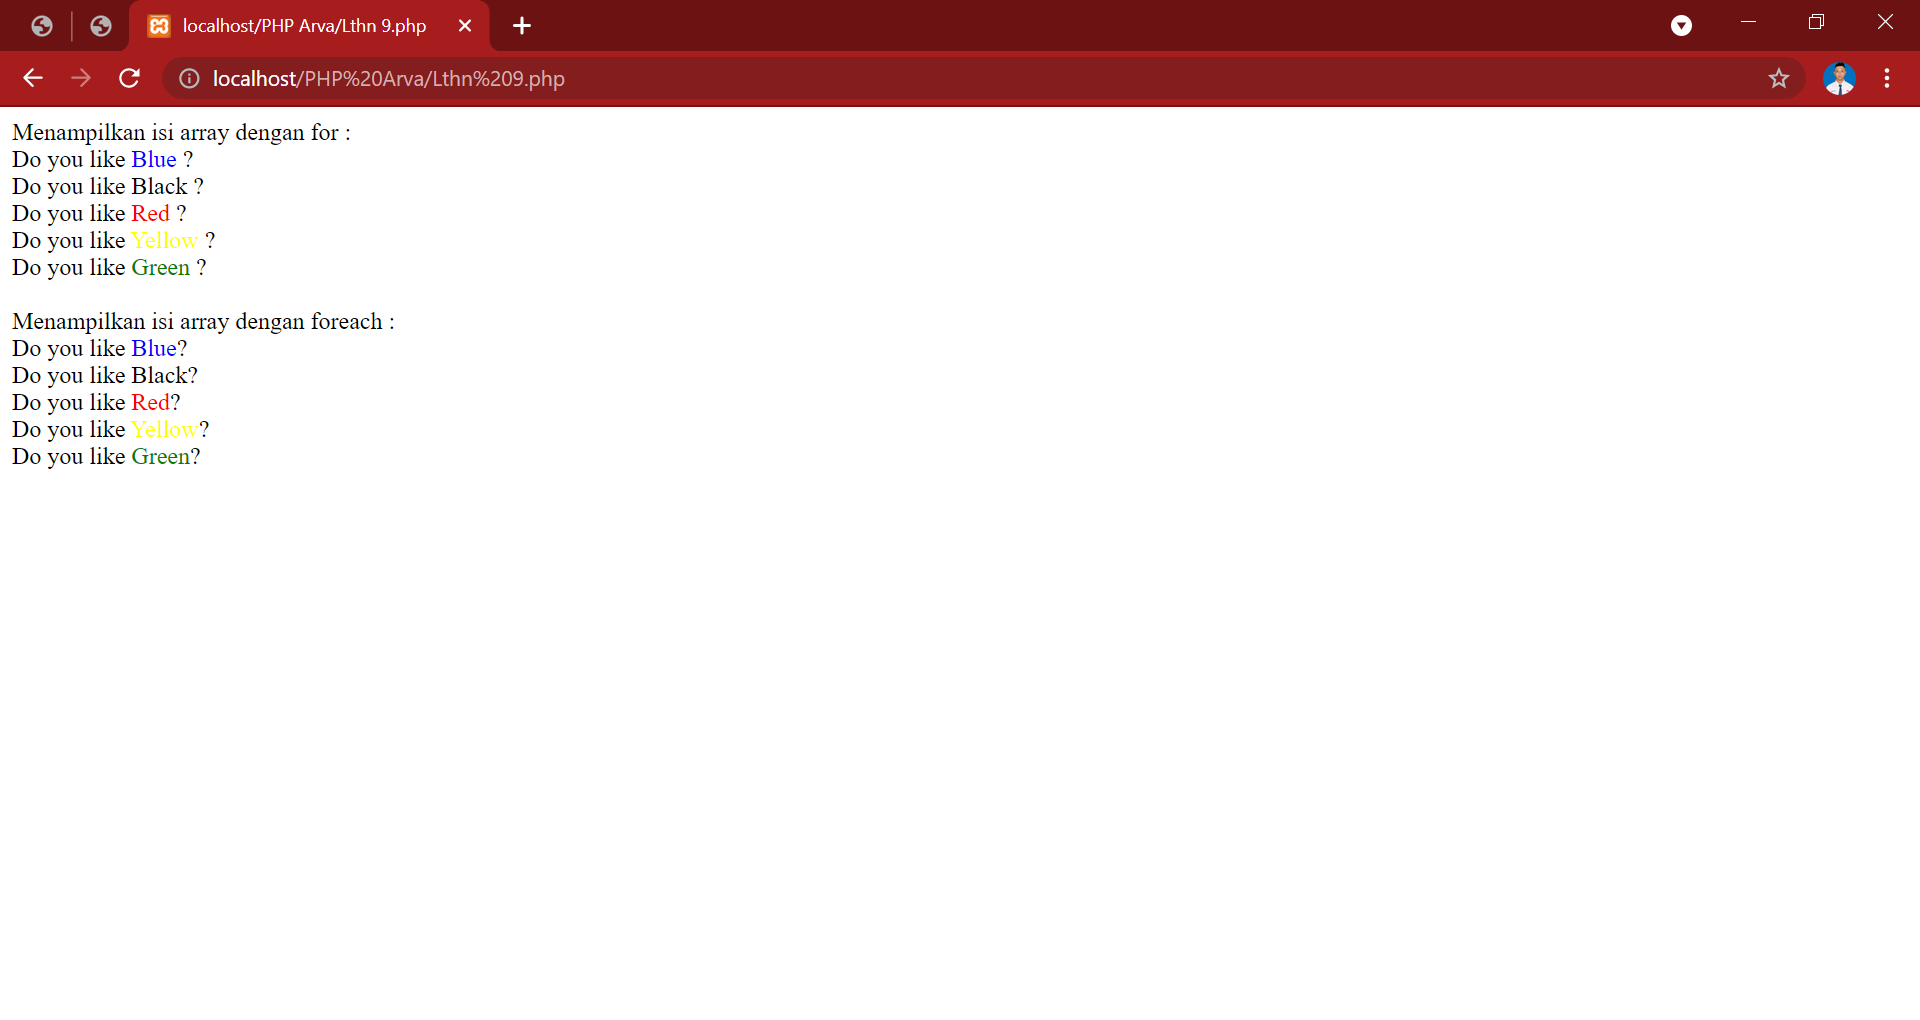 localhost/PHP Arva/Lthn 9.php
localhost/PHP%20Arva/Lthn%209.php
Menampilkan isi array dengan for :
Do you like Blue ?
Do you like Black ?
Do you like Red ?
Do you like Yellow ?
Do you like Green ?
Menampilkan isi array dengan foreach :
Do you like Blue?
Do you like Black?
Do you like Red?
Do you like Yellow?
Do you like Green?